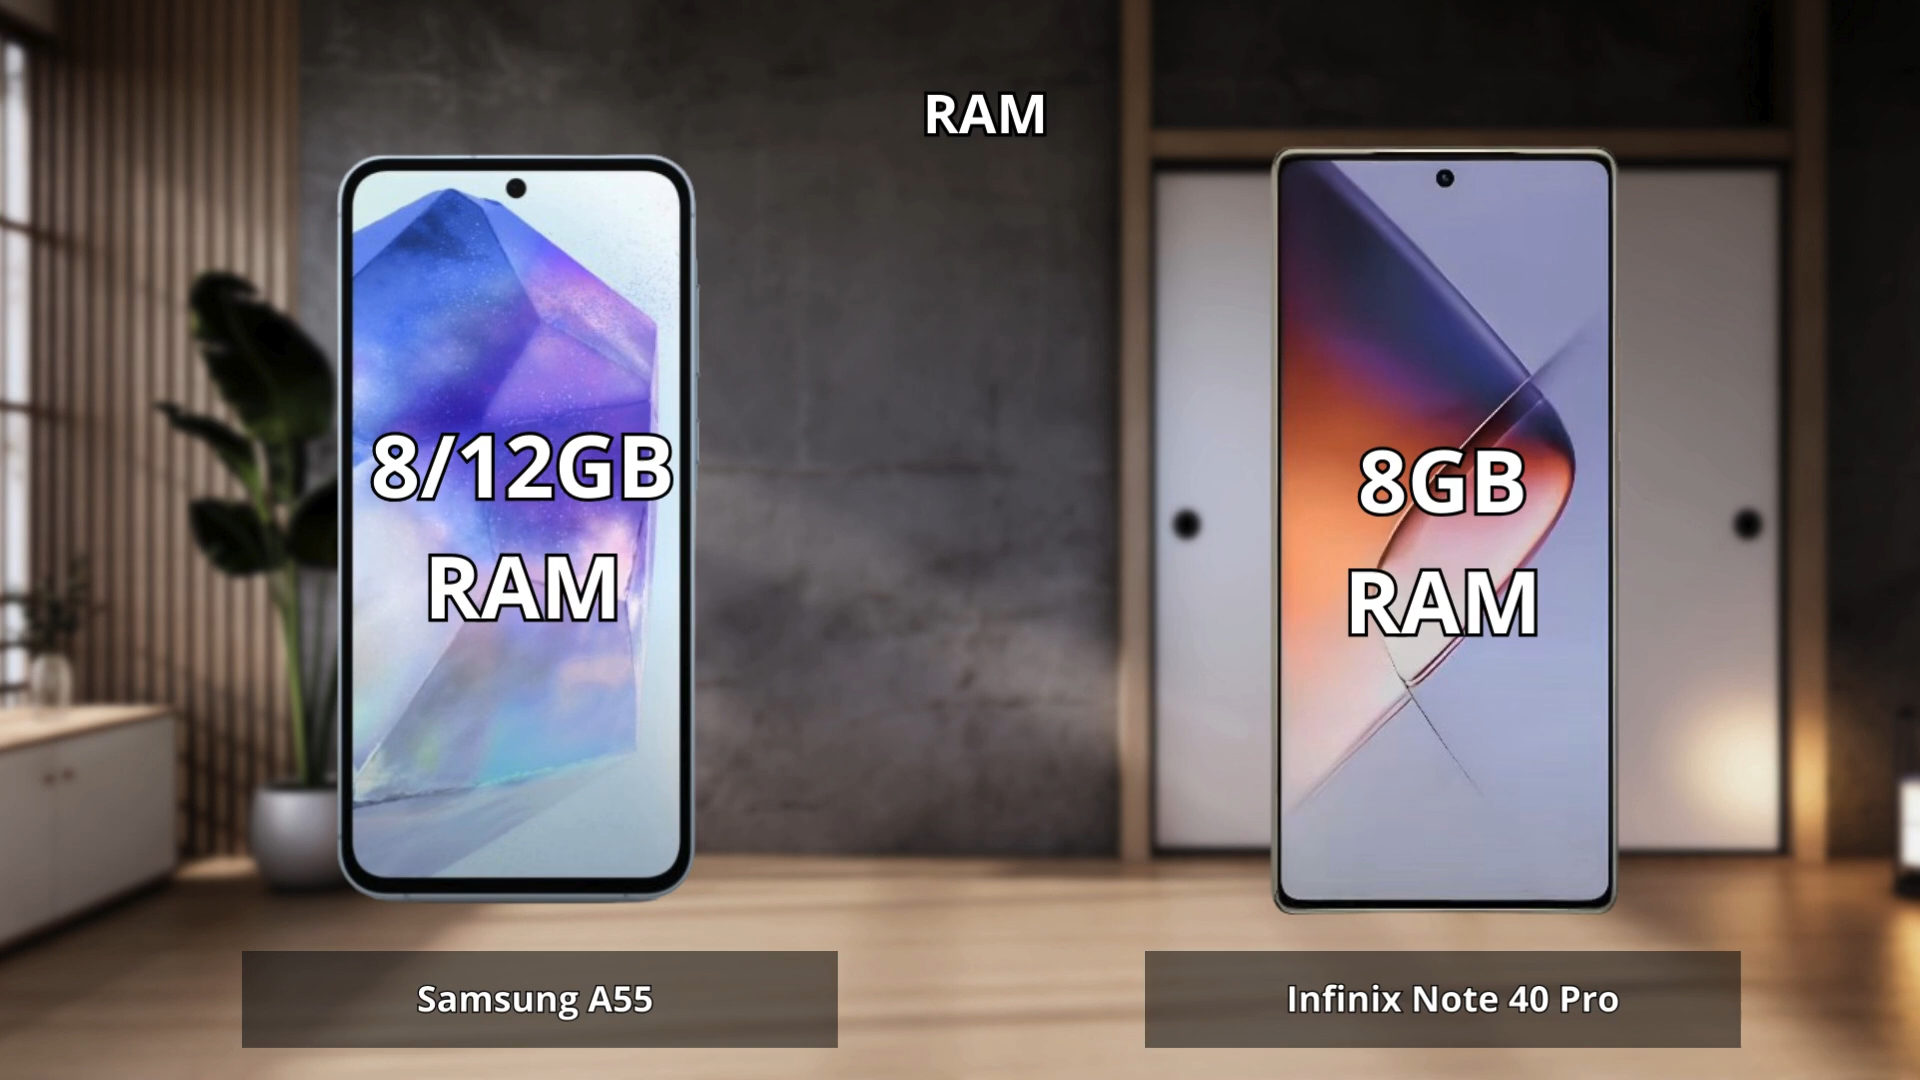 RAM
8/12GB
RAM
8GB
RAM
Samsung A55
Infinix Note 40 Pro